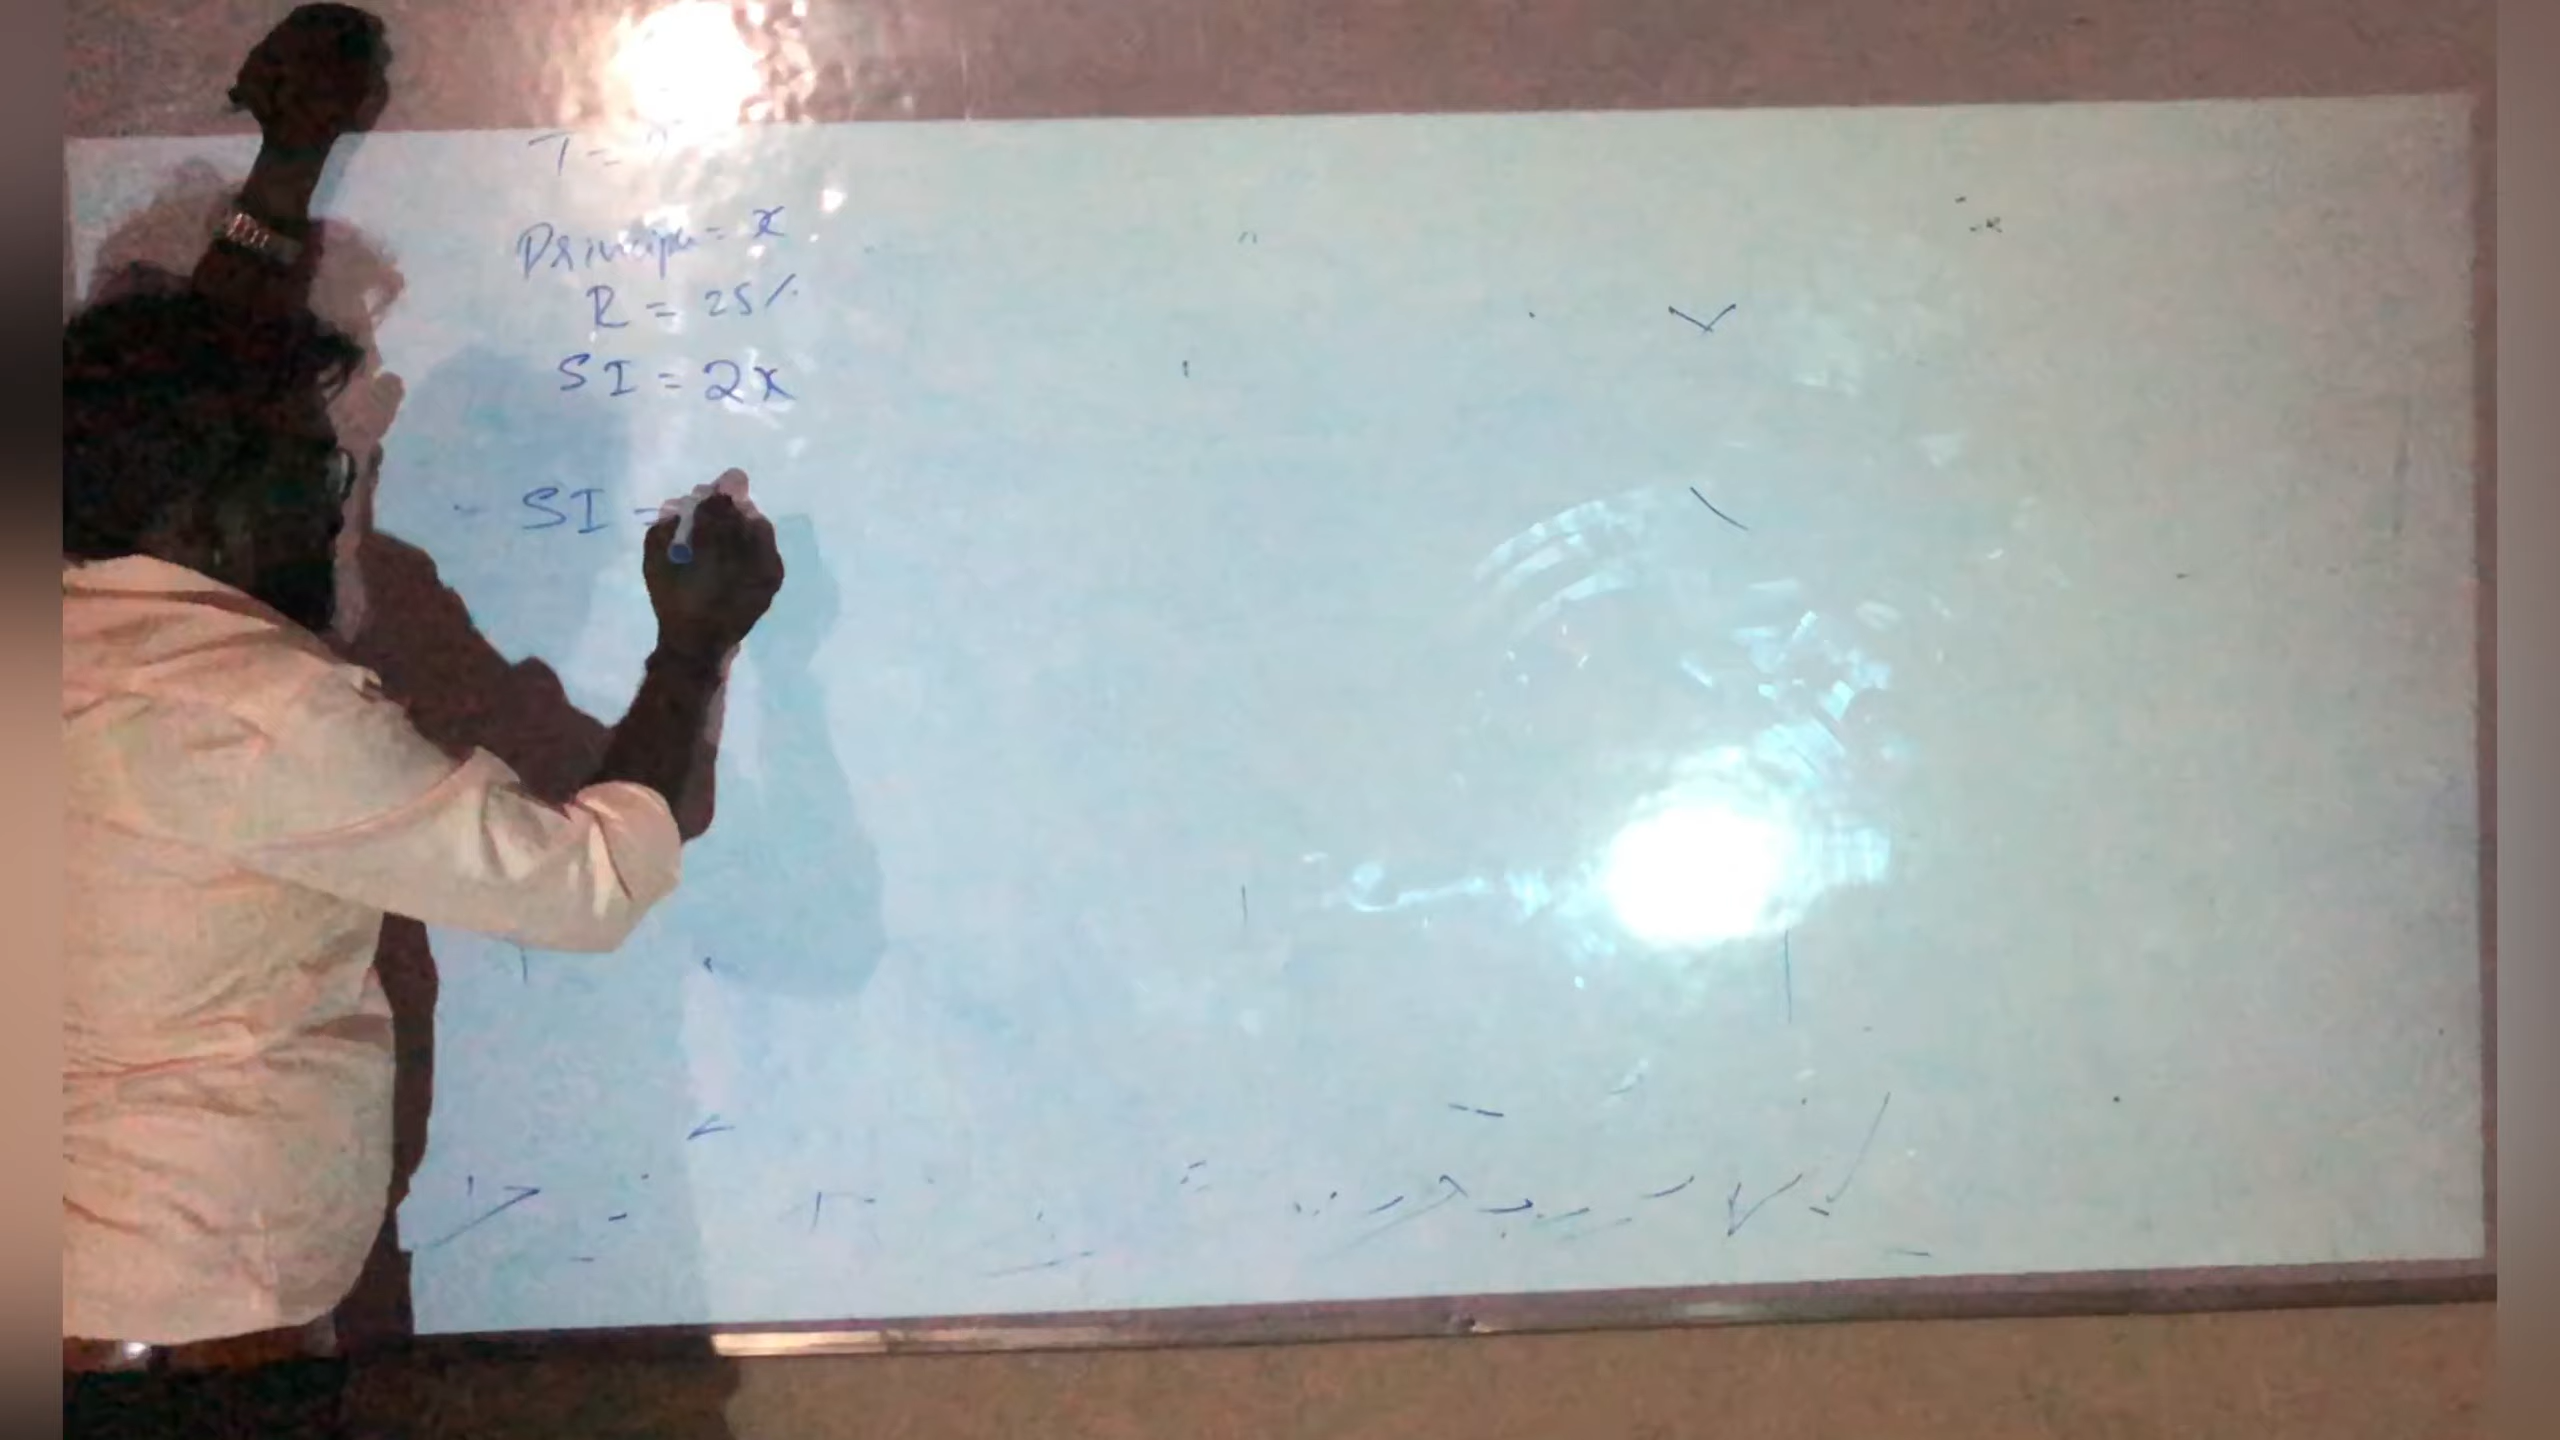 T = ?
Principle = x
R = 25%
SI = 2x
SI =